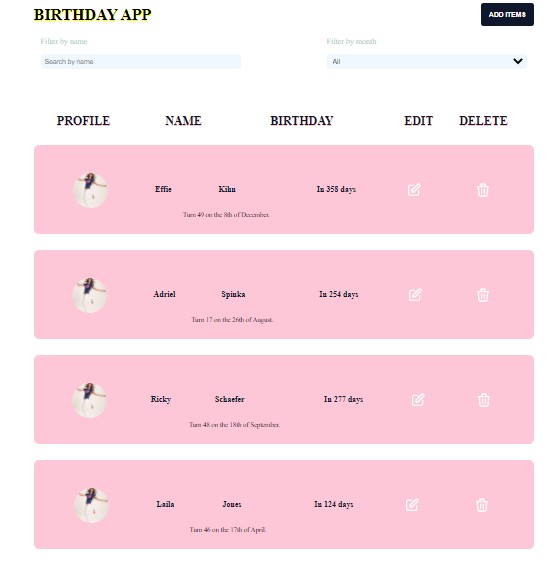 BIRTHDAY APP ADD ITEMS
Filter by name Filter by month
Search by name All
PROFILE NAME BIRTHDAY EDIT DELETE
Effie Kihn In 358 days
Turn 49 on the 8th of December.
Adriel Spinka In 254 days
Turn 17 on the 26th of August.
Ricky Schaefer In 277 days
Turn 48 on the 18th of September.
Laila Jones In 124 days
Turn 46 on the 17th of April.